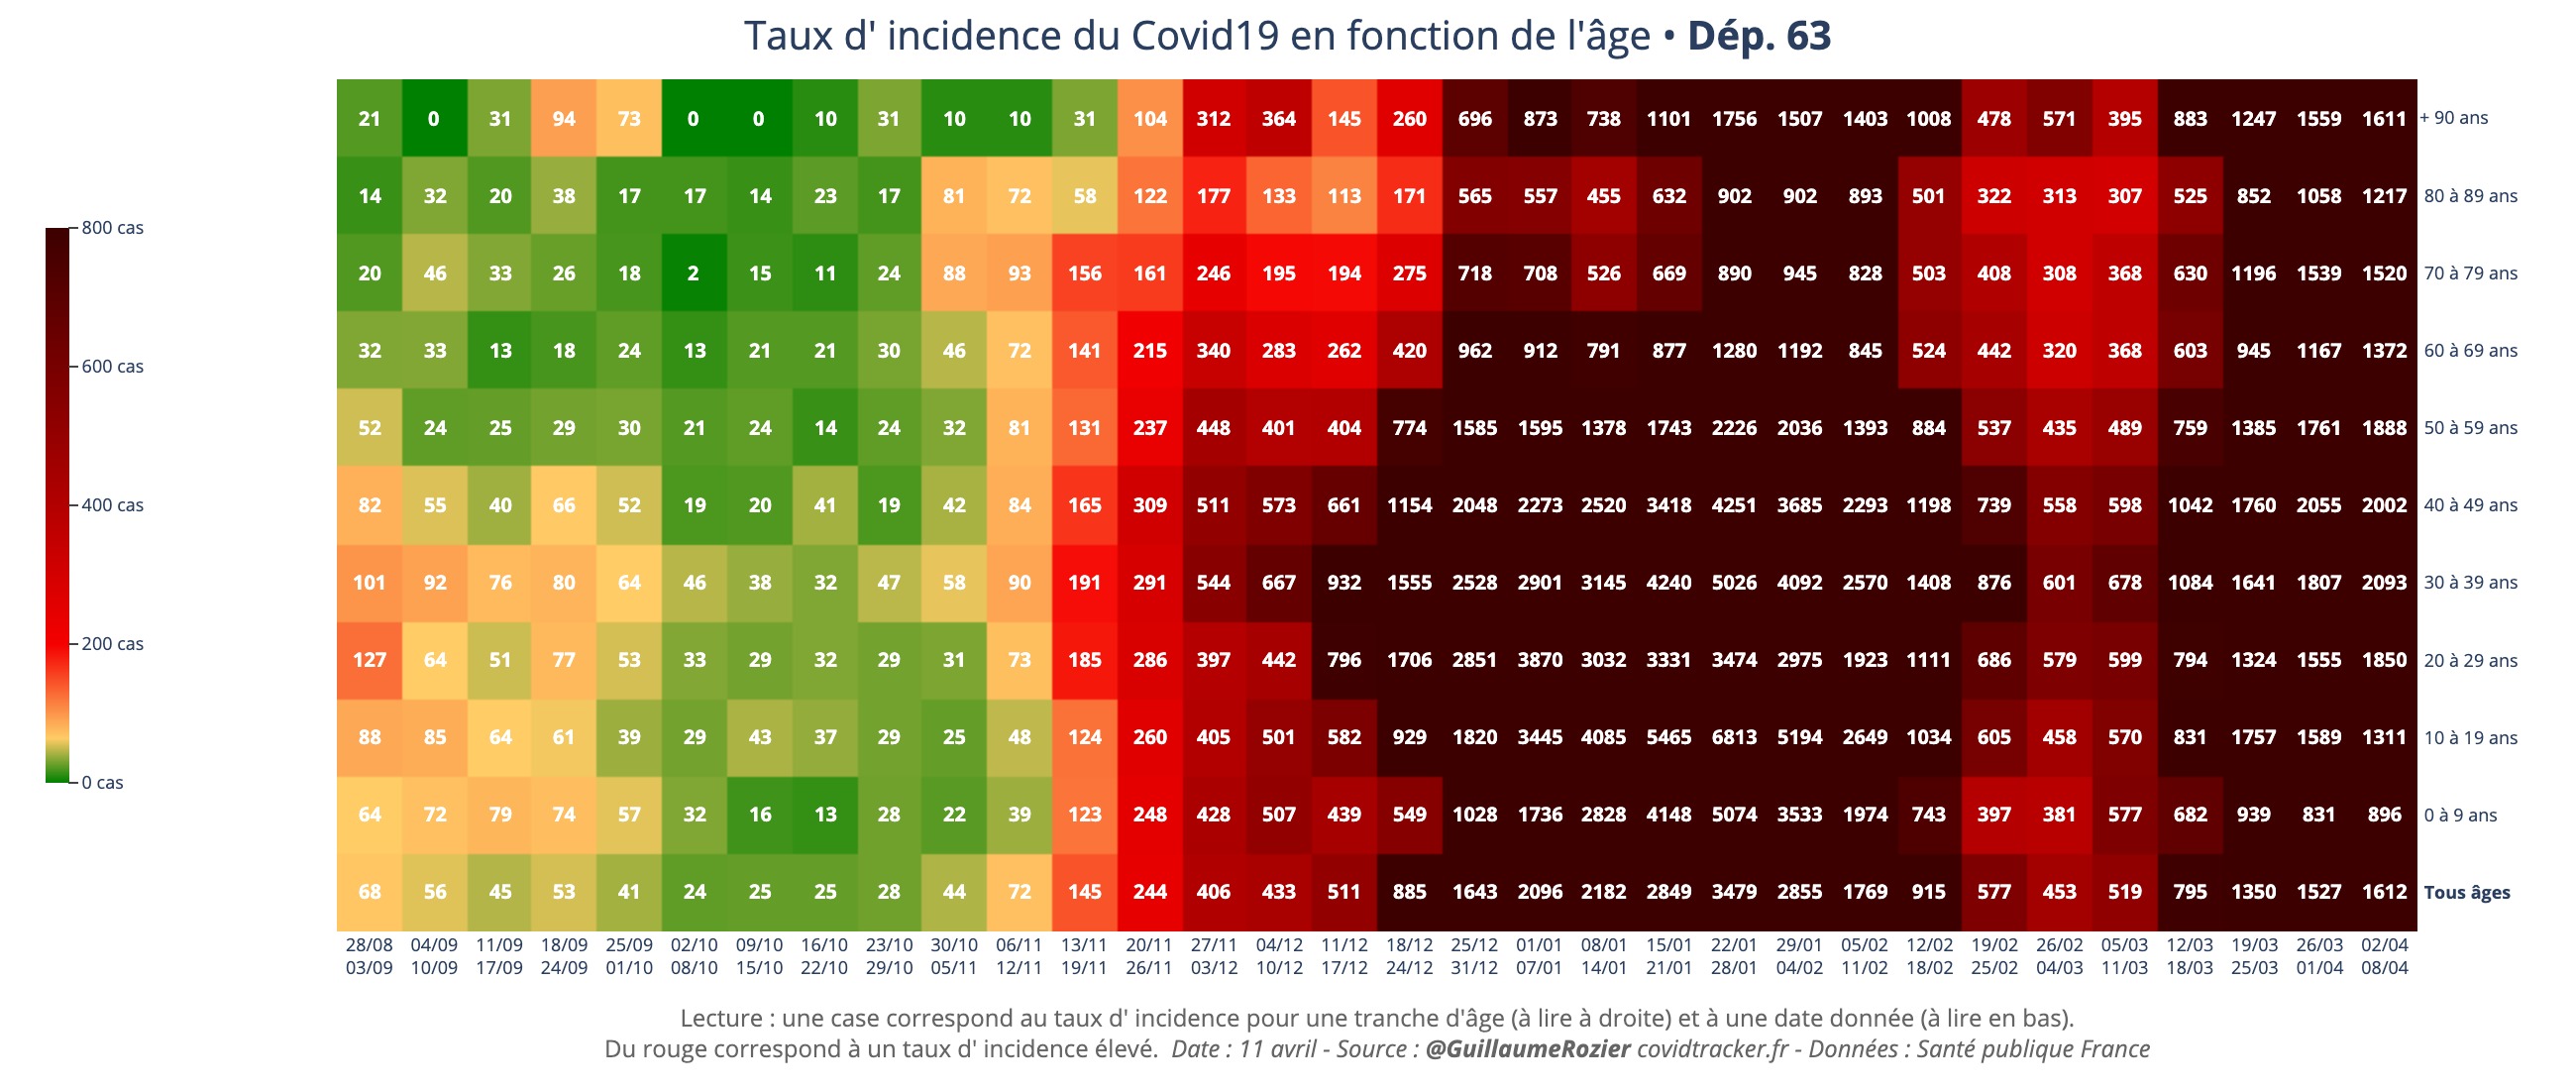 Taux d' incidence du Covid19 en fonction de l'âge • Dép. 63
800 cas
600 cas
400 cas
200 cas
0 cas
21 0 31 94 73 0 0 10 31 10 10 31 104 312 364 145 260 696 873 738 1101 1756 1507 1403 1008 478 571 395 883 1247 1559 1611 + 90 ans
14 32 20 38 17 17 14 23 17 81 72 58 122 177 133 113 171 565 557 455 632 902 902 893 501 322 313 307 525 852 1058 1217 80 à 89 ans
20 46 33 26 18 2 15 11 24 88 93 156 161 246 195 194 275 718 708 526 669 890 945 828 503 408 308 368 630 1196 1539 1520 70 à 79 ans
32 33 13 18 24 13 21 21 30 46 72 141 215 340 283 262 420 962 912 791 877 1280 1192 845 524 442 320 368 603 945 1167 1372 60 à 69 ans
52 24 25 29 30 21 24 14 24 32 81 131 237 448 401 404 774 1585 1595 1378 1743 2226 2036 1393 884 537 435 489 759 1385 1761 1888 50 à 59 ans
82 55 40 66 52 19 20 41 19 42 84 165 309 511 573 661 1154 2048 2273 2520 3418 4251 3685 2293 1198 739 558 598 1042 1760 2055 2002 40 à 49 ans
101 92 76 80 64 46 38 32 47 58 90 191 291 544 667 932 1555 2528 2901 3145 4240 5026 4092 2570 1408 876 601 678 1084 1641 1807 2093 30 à 39 ans
127 64 51 77 53 33 29 32 29 31 73 185 286 397 442 796 1706 2851 3870 3032 3331 3474 2975 1923 1111 686 579 599 794 1324 1555 1850 20 à 29 ans
88 85 64 61 39 29 43 37 29 25 48 124 260 405 501 582 929 1820 3445 4085 5465 6813 5194 2649 1034 605 458 570 831 1757 1589 1311 10 à 19 ans
64 72 79 74 57 32 16 13 28 22 39 123 248 428 507 439 549 1028 1736 2828 4148 5074 3533 1974 743 397 381 577 682 939 831 896 0 à 9 ans
68 56 45 53 41 24 25 25 28 44 72 145 244 406 433 511 885 1643 2096 2182 2849 3479 2855 1769 915 577 453 519 795 1350 1527 1612 Tous âges
28/08 04/09 11/09 18/09 25/09 02/10 09/10 16/10 23/10 30/10 06/11 13/11 20/11 27/11 04/12 11/12 18/12 25/12 01/01 08/01 15/01 22/01 29/01 05/02 12/02 19/02 26/02 05/03 12/03 19/03 26/03 02/04
03/09 10/09 17/09 24/09 01/10 08/10 15/10 22/10 29/10 05/11 12/11 19/11 26/11 03/12 10/12 17/12 24/12 31/12 07/01 14/01 21/01 28/01 04/02 11/02 18/02 25/02 04/03 11/03 18/03 25/03 01/04 08/04
Lecture : une case correspond au taux d' incidence pour une tranche d'âge (à lire à droite) et à une date donnée (à lire en bas).
Du rouge correspond à un taux d' incidence élevé. Date : 11 avril - Source : @GuillaumeRozier covidtracker.fr - Données : Santé publique France